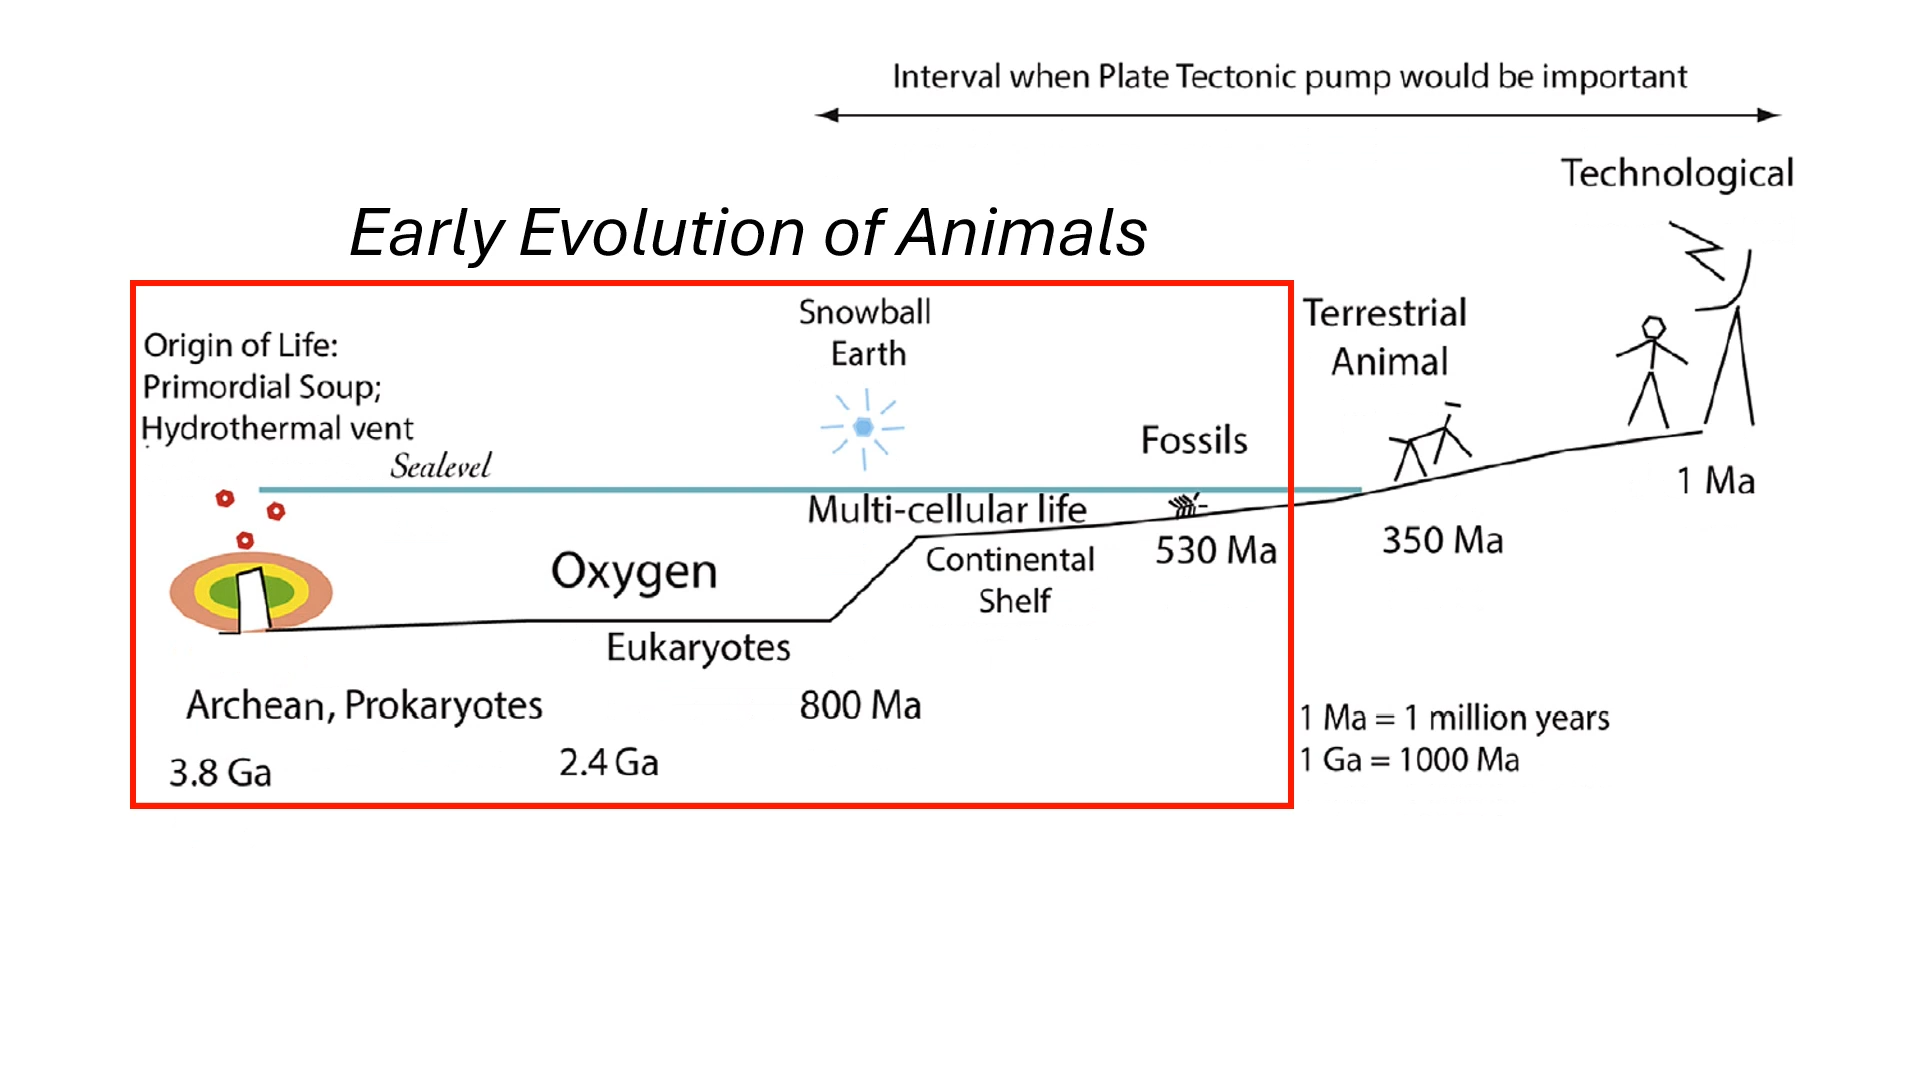 Interval when Plate Tectonic pump would be important
Technological
Early Evolution of Animals
Snowball
Earth
Terrestrial
Animal
Origin of Life:
Primordial Soup;
Hydrothermal vent
Sealevel
Fossils
Multi-cellular life
1 Ma
Oxygen
Continental
Shelf
530 Ma
350 Ma
Eukaryotes
Archean, Prokaryotes
800 Ma
3.8 Ga
2.4 Ga
1 Ma = 1 million years
1 Ga = 1000 Ma